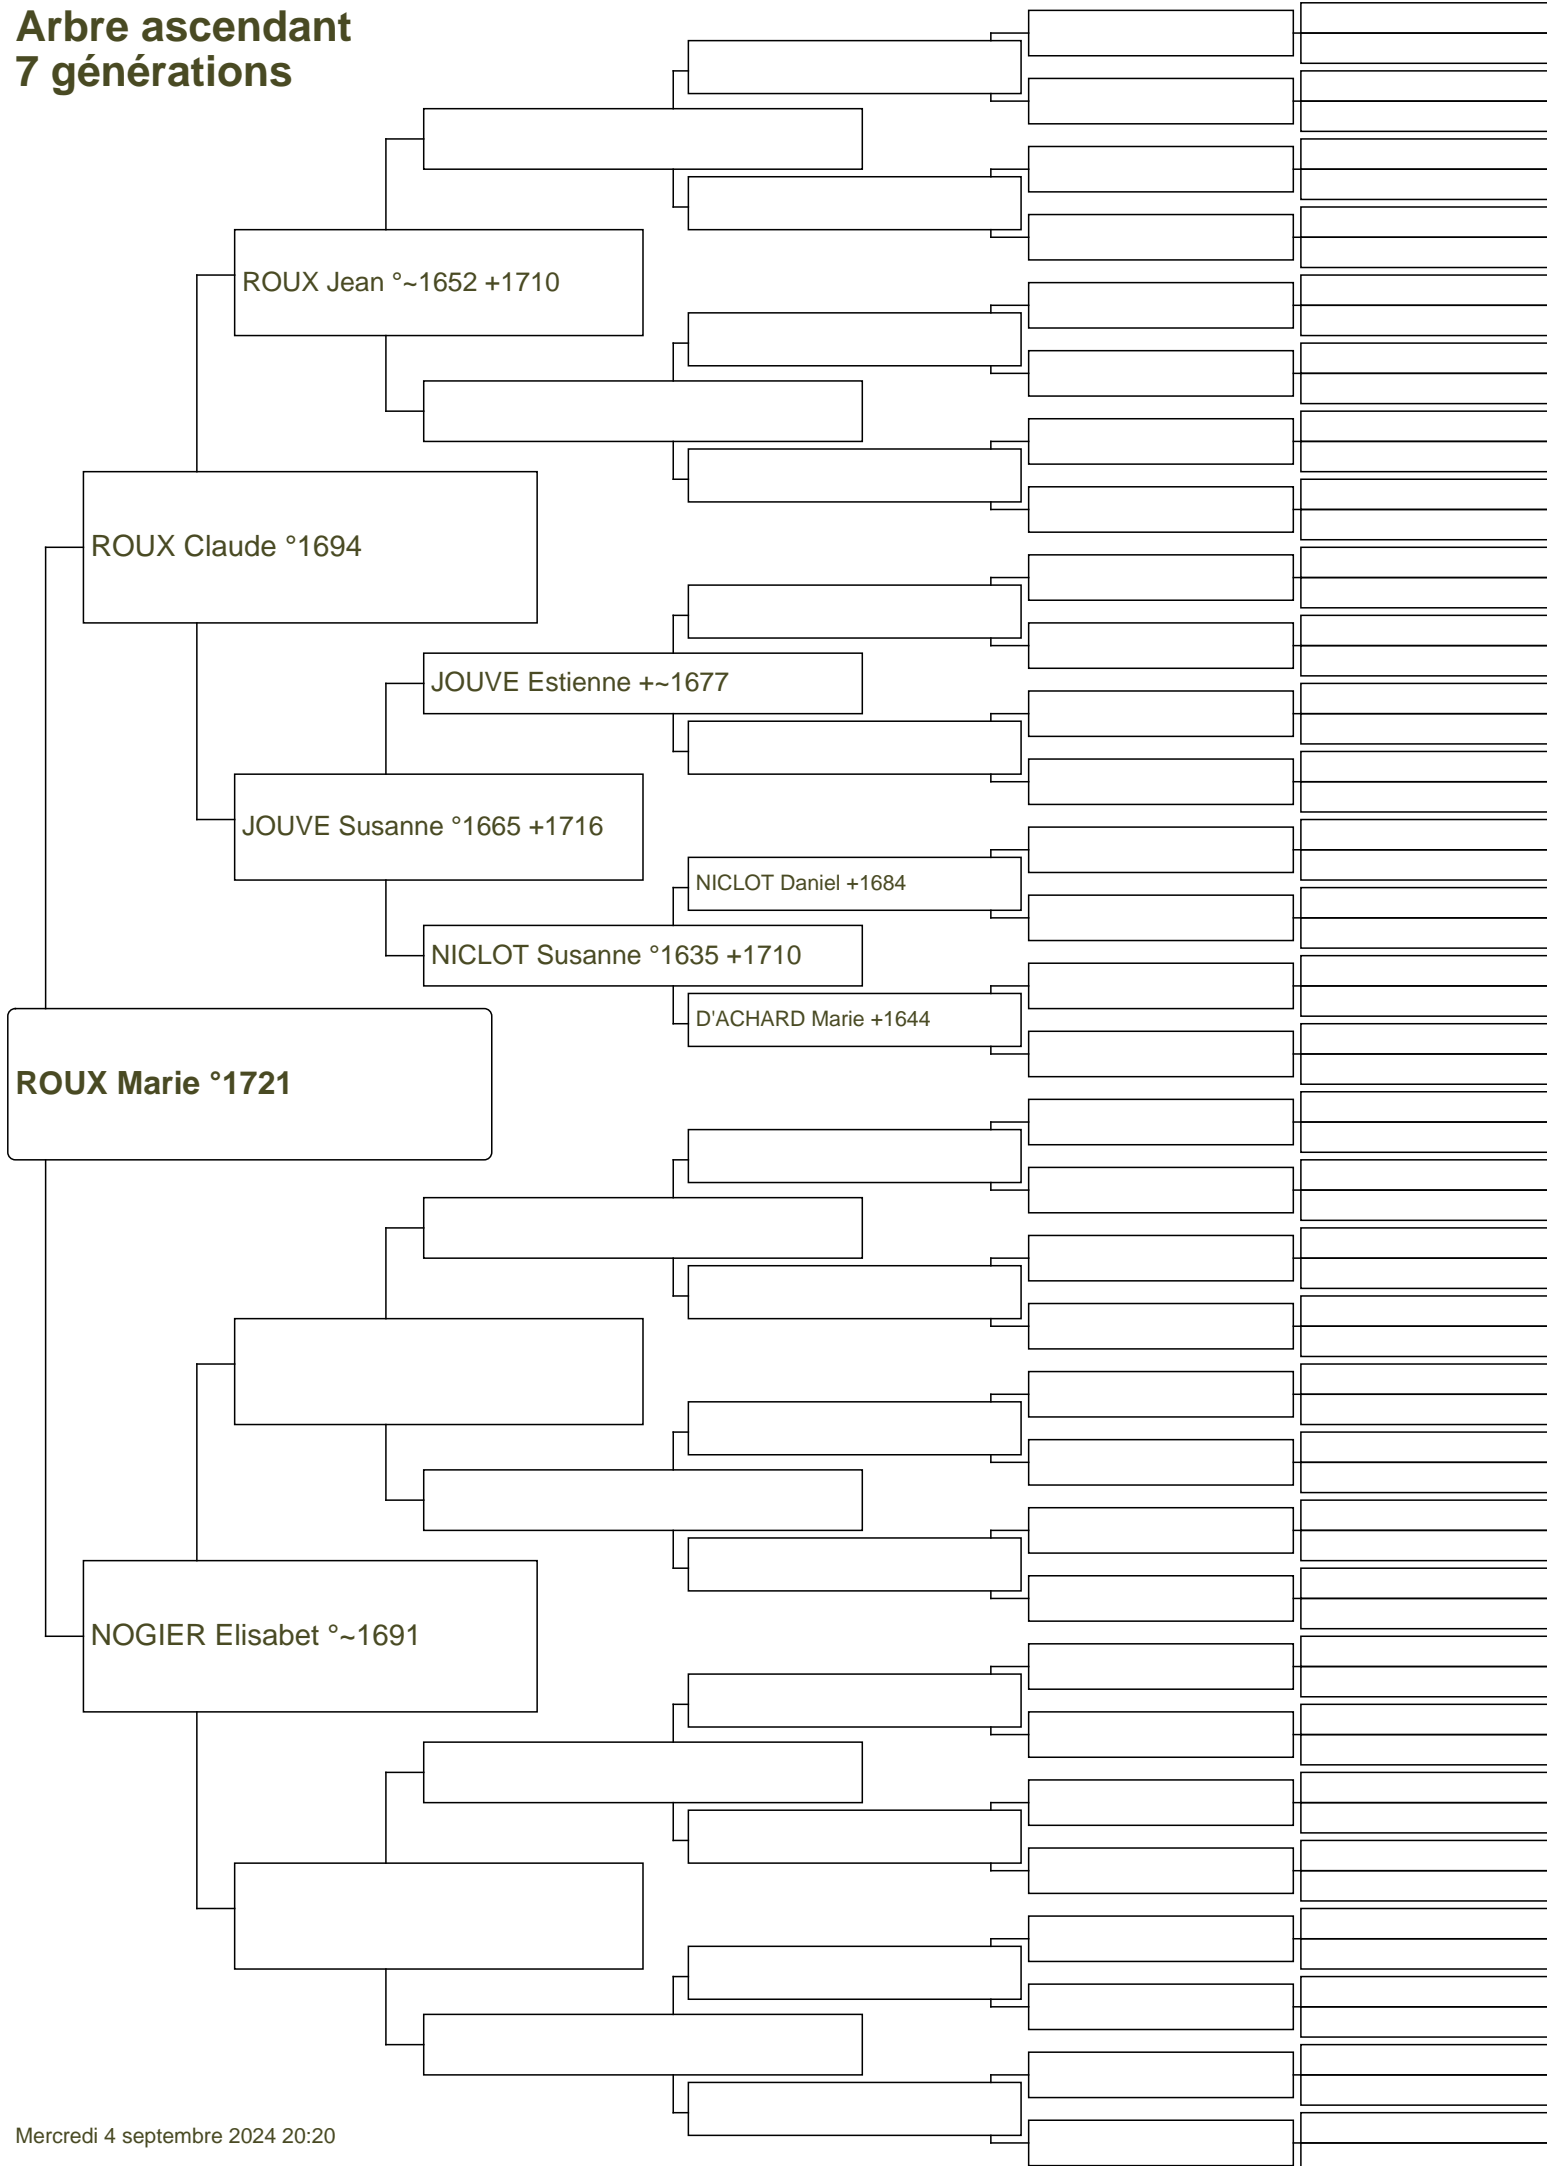 Arbre ascendant
7 générations
ROUX Jean °~1652 +1710
ROUX Claude °1694
JOUVE Estienne +~1677
JOUVE Susanne °1665 +1716
NICLOT Daniel +1684
NICLOT Susanne °1635 +1710
D'ACHARD Marie +1644
ROUX Marie °1721
NOGIER Elisabet °~1691
Mercredi 4 septembre 2024 20:20